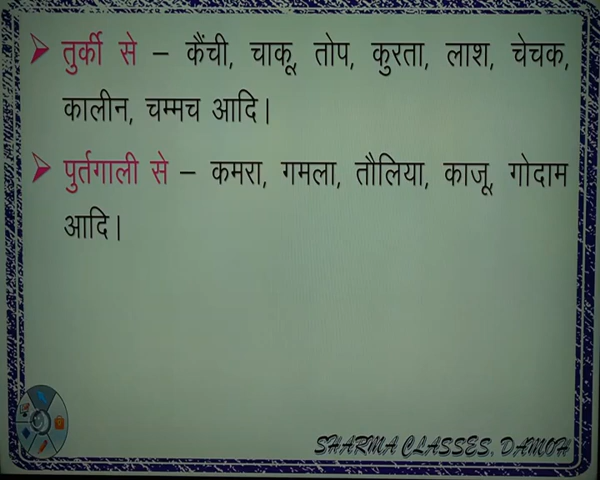 तुर्की से – कैंची, चाकू, तोप, कुरता, लाश, चेचक,
कालीन, चम्मच आदि।
पुर्तगाली से – कमरा, गमला, तौलिया, काजू, गोदाम
आदि।
SHARMA CLASSES, DAMOH